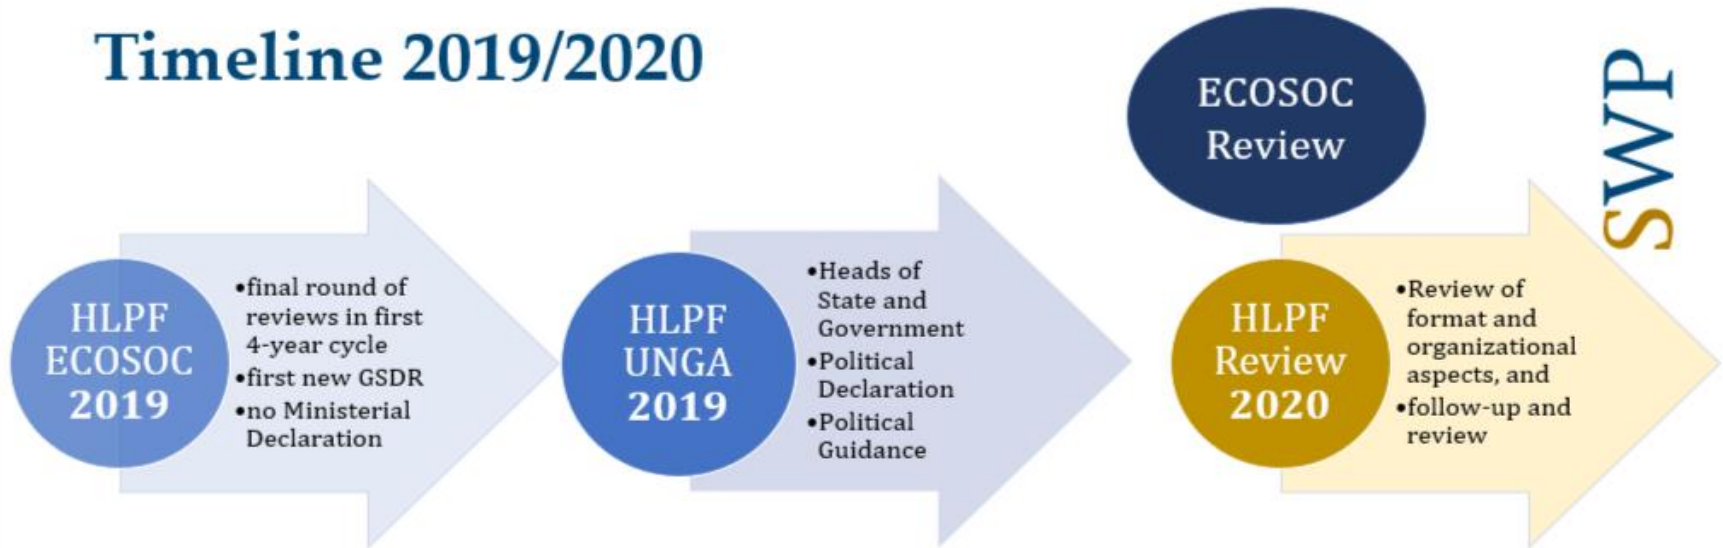 Timeline 2019/2020
ECOSOC
Review
SWP
HLPF
ECOSOC
2019
•final round of
reviews in first
4-year cycle
•first new GSDR
•no Ministerial
Declaration
HLPF
UNGA
2019
•Heads of
State and
Government
•Political
Declaration
•Political
Guidance
HLPF
Review
2020
•Review of
format and
organizational
aspects, and
•follow-up and
review